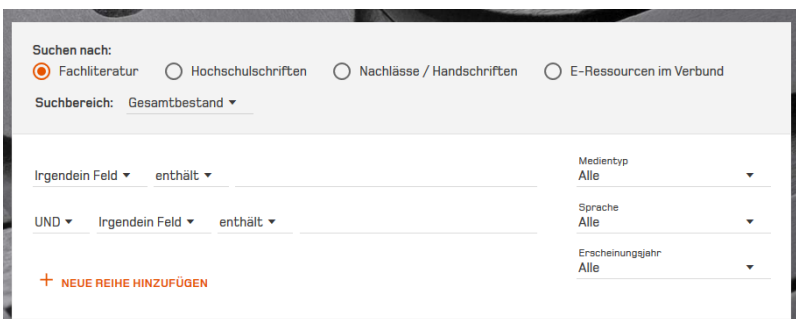 Suchen nach:
Fachliteratur Hochschulschriften Nachlässe / Handschriften E-Ressourcen im Verbund
Suchbereich: Gesamtbestand
Irgendein Feld enthält
UND Irgendein Feld enthält
+ NEUE REIHE HINZUFÜGEN
Medientyp
Alle
Sprache
Alle
Erscheinungsjahr
Alle